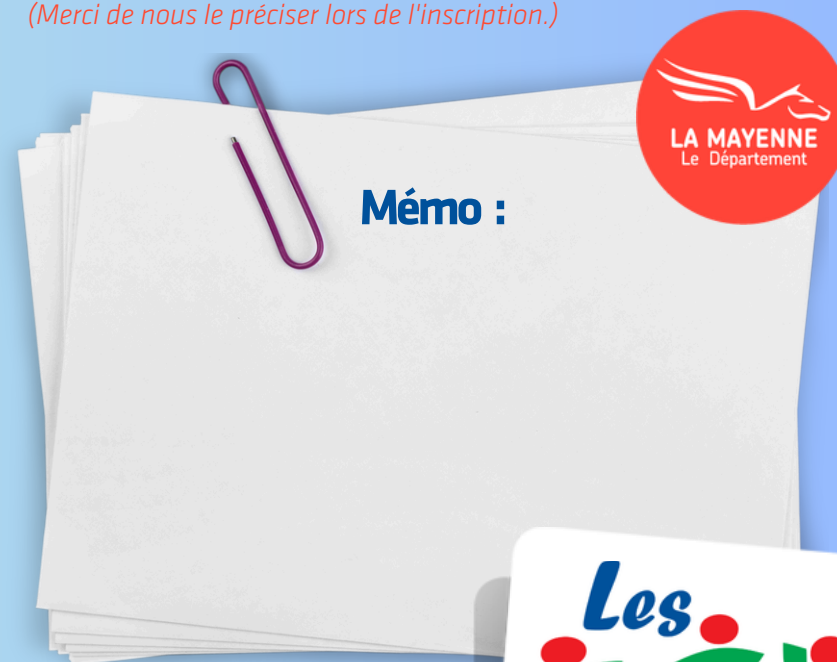 (Merci de nous le préciser lors de l'inscription.)
LA MAYENNE
Le Département
Mémo :
Les